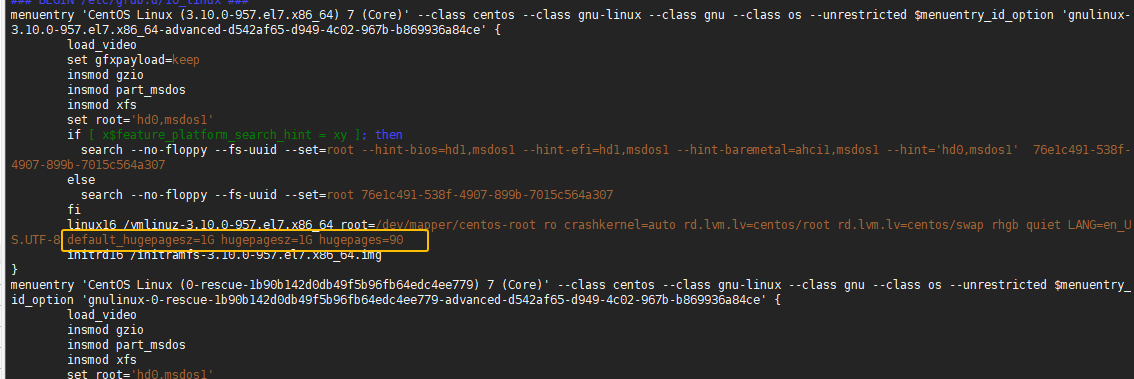 ### BEGIN /etc/grub.d/10_linux ###
menuentry 'CentOS Linux (3.10.0-957.el7.x86_64) 7 (Core)' --class centos --class gnu-linux --class gnu --class os --unrestricted $menuentry_id_option 'gnulinux-
3.10.0-957.el7.x86_64-advanced-d542af65-d949-4c02-967b-b869936a84ce' {
load_video
set gfxpayload=keep
insmod gzio
insmod part_msdos
insmod xfs
set root='hd0,msdos1'
if [ x$feature_platform_search_hint = xy ]; then
search --no-floppy --fs-uuid --set=root --hint-bios=hd1,msdos1 --hint-efi=hd1,msdos1 --hint-baremetal=ahci1,msdos1 --hint='hd0,msdos1'  76e1c491-538f-
4907-899b-7015c564a307
else
search --no-floppy --fs-uuid --set=root 76e1c491-538f-4907-899b-7015c564a307
fi
linux16 /vmlinuz-3.10.0-957.el7.x86_64 root=/dev/mapper/centos-root ro crashkernel=auto rd.lvm.lv=centos/root rd.lvm.lv=centos/swap rhgb quiet LANG=en_U
S.UTF-8 default_hugepagesz=1G hugepagesz=1G hugepages=90
initrd16 /initramfs-3.10.0-957.el7.x86_64.img
}
menuentry 'CentOS Linux (0-rescue-1b90b142d0db49f5b96fb64edc4ee779) 7 (Core)' --class centos --class gnu-linux --class gnu --class os --unrestricted $menuentry_
id_option 'gnulinux-0-rescue-1b90b142d0db49f5b96fb64edc4ee779-advanced-d542af65-d949-4c02-967b-b869936a84ce' {
load_video
insmod gzio
insmod part_msdos
insmod xfs
set root='hd0,msdos1'